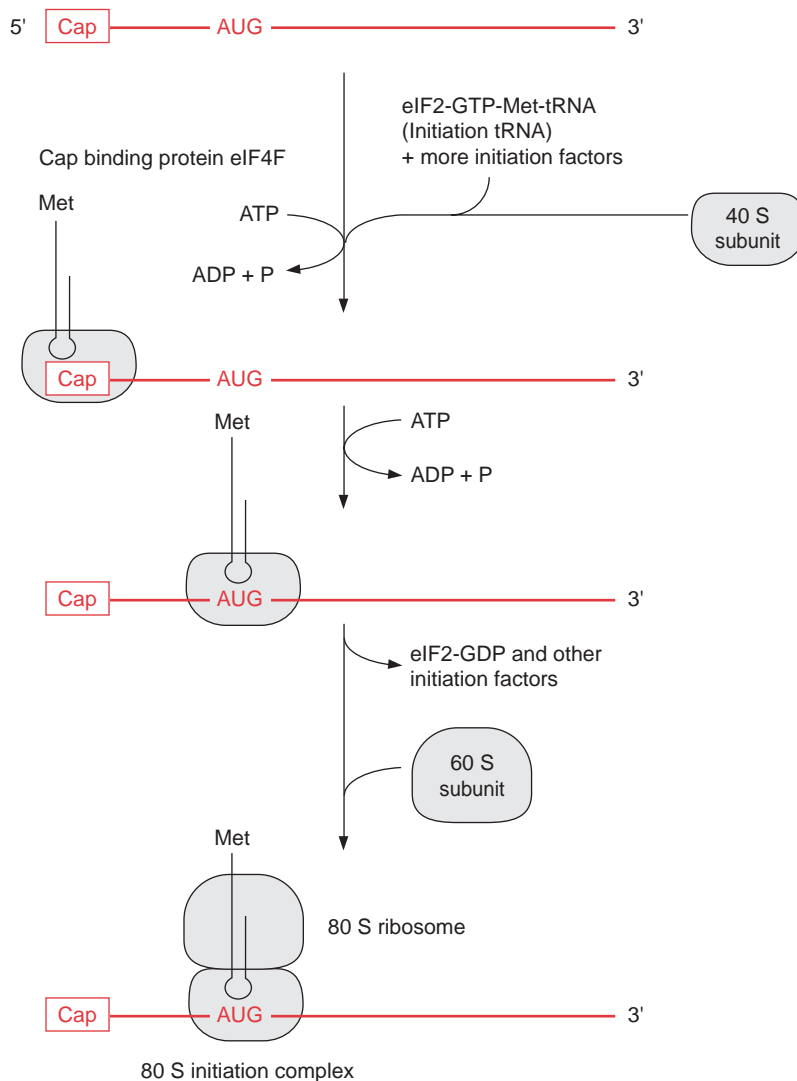 5' Cap AUG 3'
eIF2-GTP-Met-tRNA
(Initiation tRNA)
+ more initiation factors
Cap binding protein eIF4F
Met
ATP
40 S
subunit
ADP + P
Cap AUG 3'
Met
ATP
ADP + P
Cap AUG 3'
eIF2-GDP and other
initiation factors
60 S
subunit
Met
80 S ribosome
Cap AUG 3'
80 S initiation complex